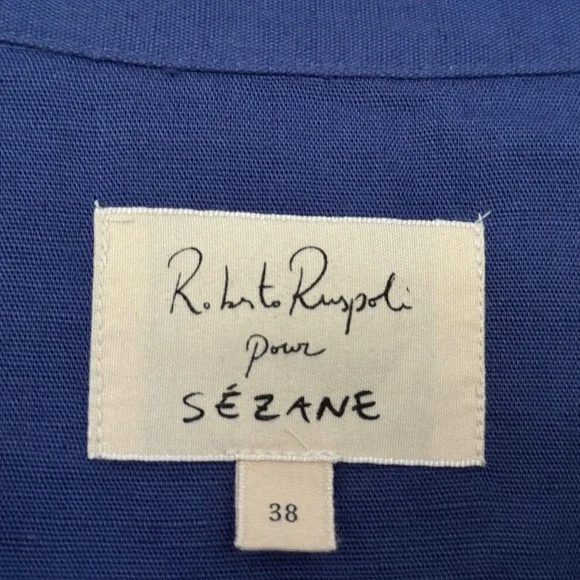 Roberto Ruspoli
pour
SÉZANE
38